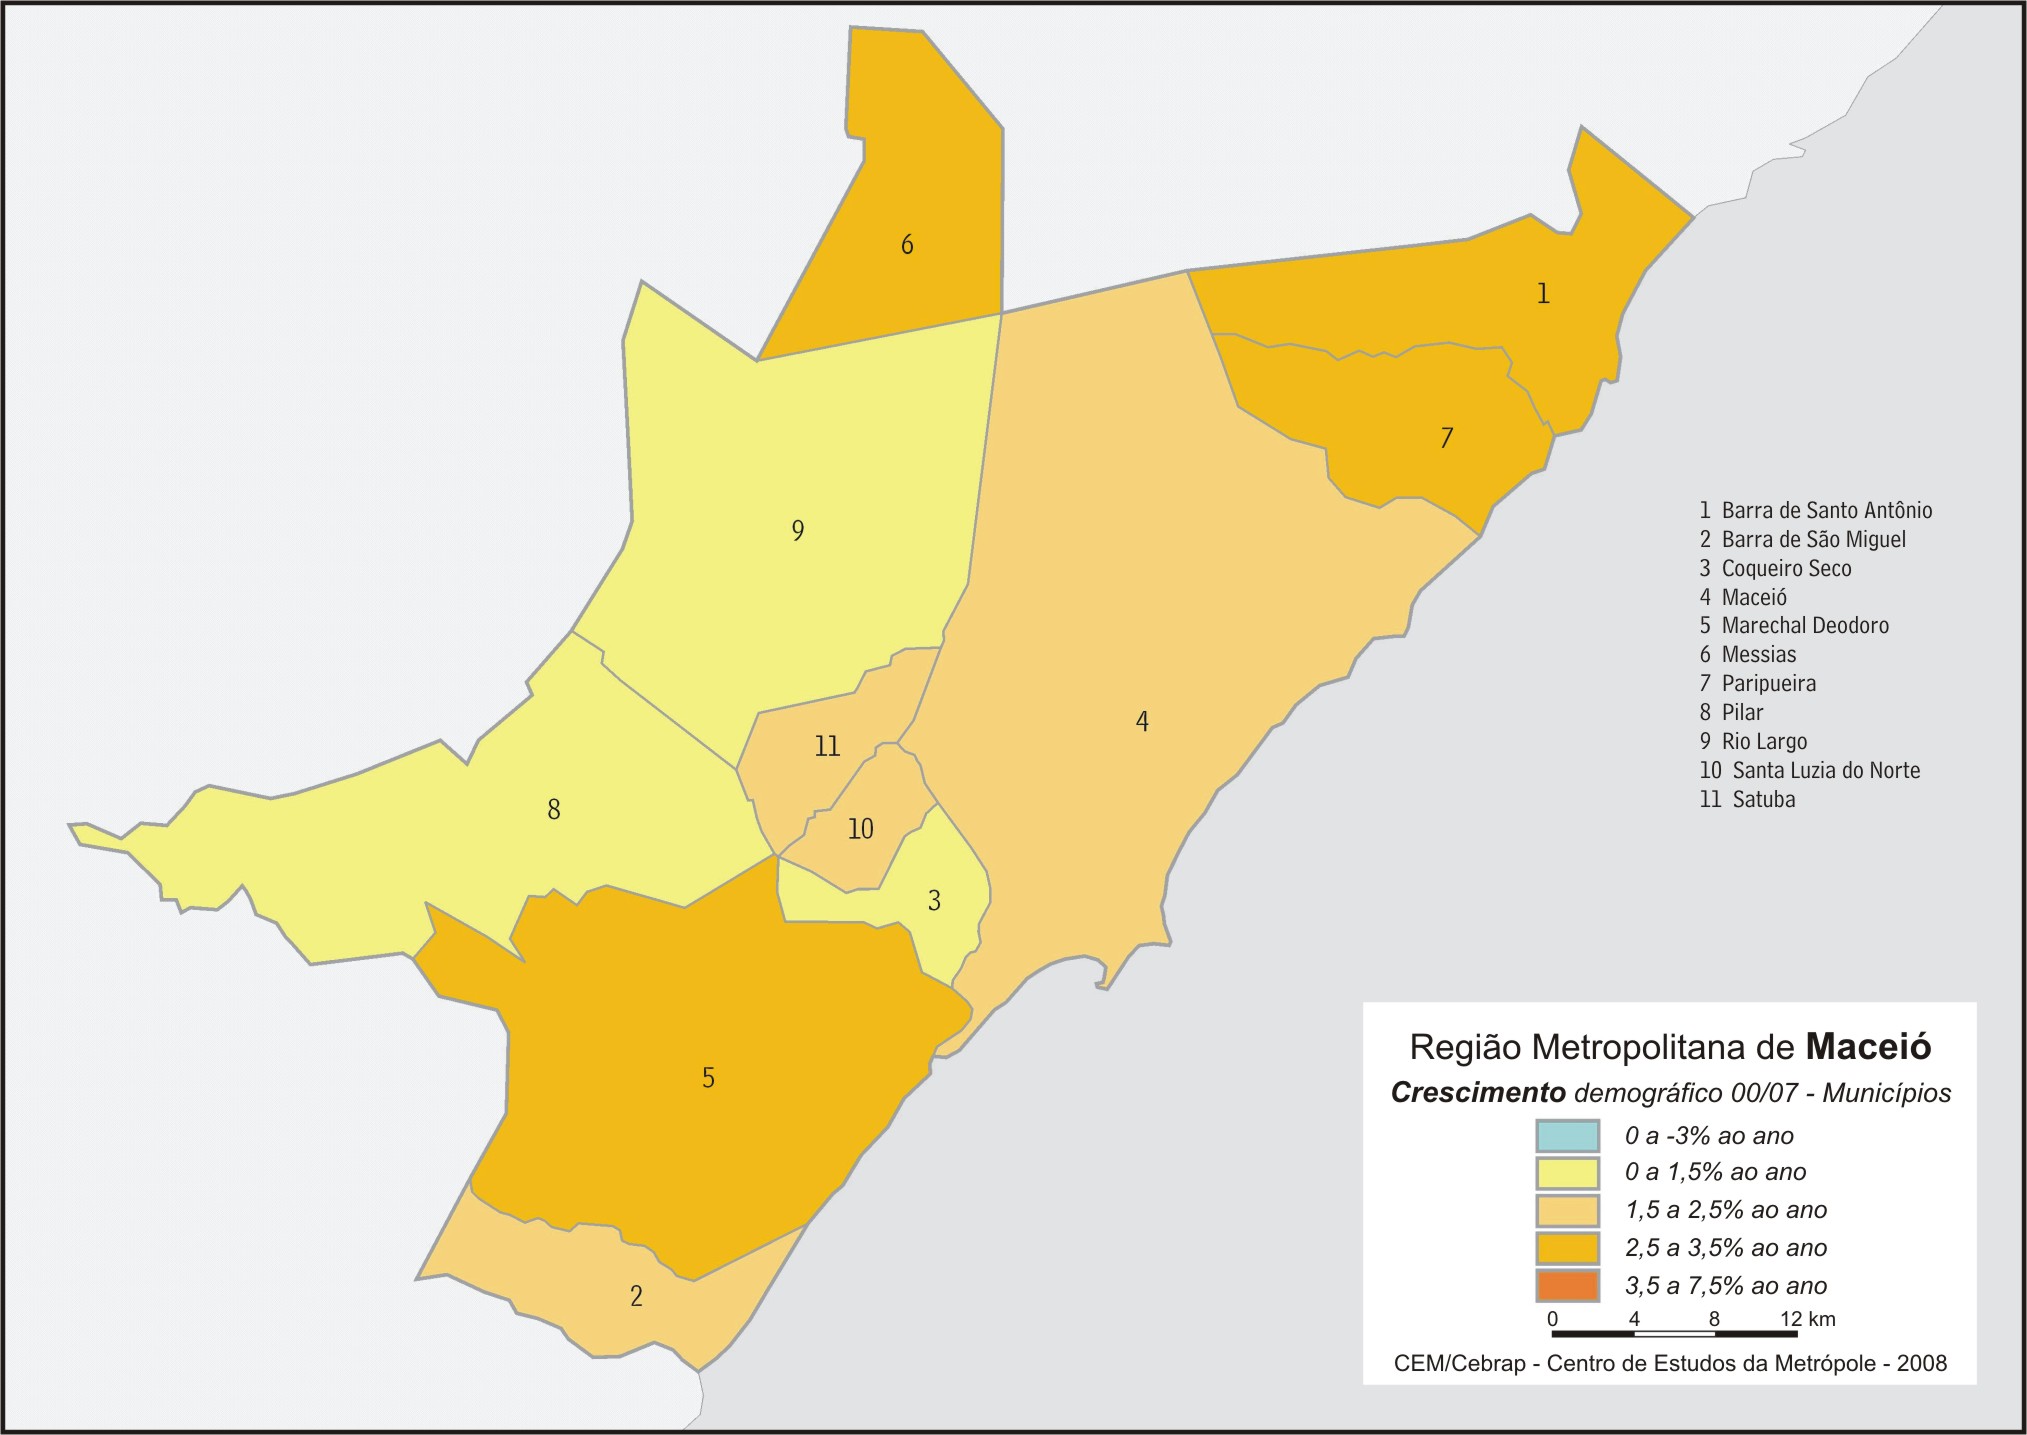 6
1
7
9
4
11
8
10
3
5
2
1 Barra de Santo Antônio
2 Barra de São Miguel
3 Coqueiro Seco
4 Maceió
5 Marechal Deodoro
6 Messias
7 Paripueira
8 Pilar
9 Rio Largo
10 Santa Luzia do Norte
11 Satuba
Região Metropolitana de Maceió
Crescimento demográfico 00/07 - Municípios
0 a -3% ao ano
0 a 1,5% ao ano
1,5 a 2,5% ao ano
2,5 a 3,5% ao ano
3,5 a 7,5% ao ano
0 4 8 12 km
CEM/Cebrap - Centro de Estudos da Metrópole - 2008